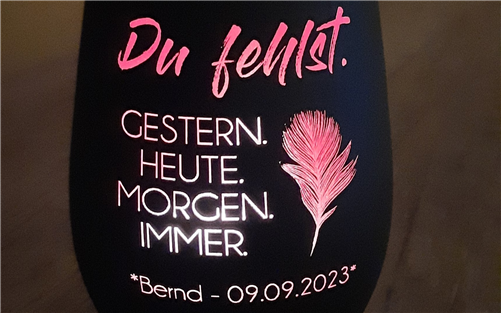 Du fehlst.
GESTERN.
HEUTE.
MORGEN.
IMMER.
*Bernd - 09.09.2023*